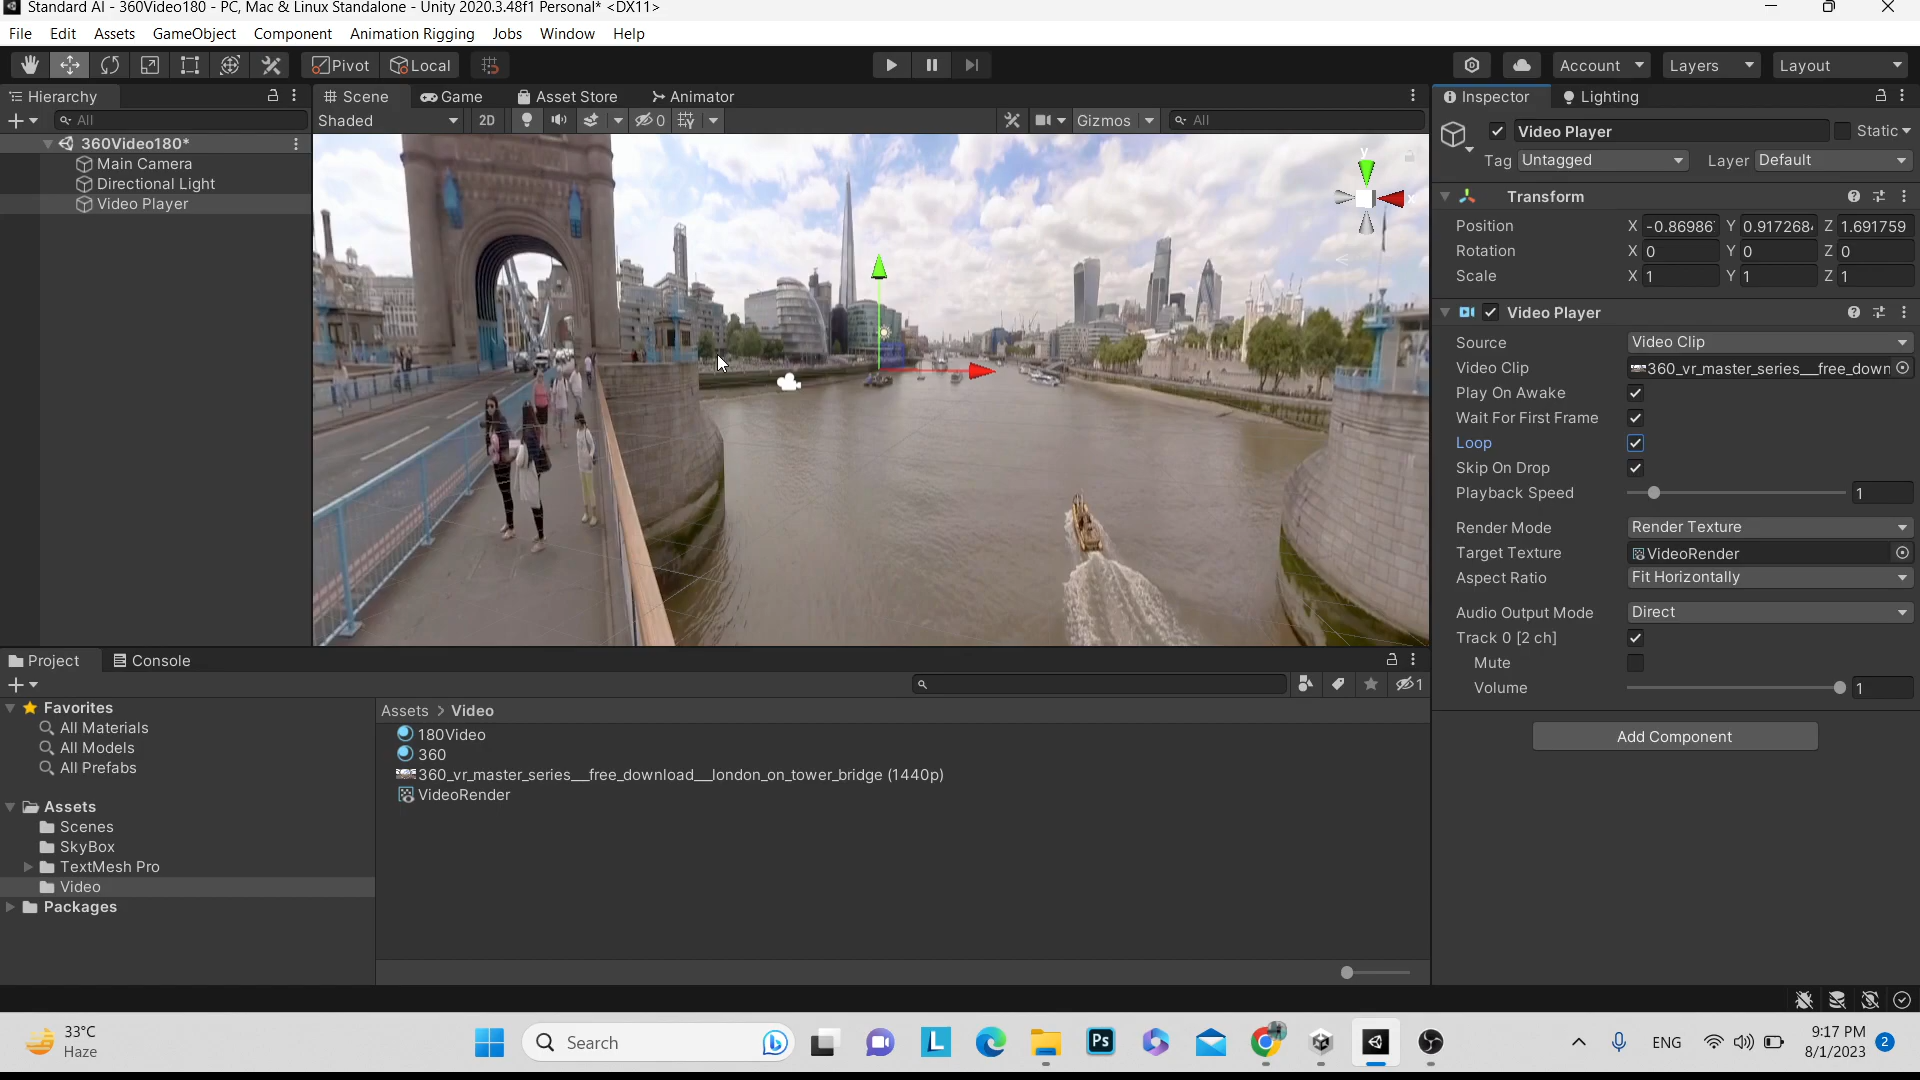 Standard AI - 360Video180 - PC, Mac & Linux Standalone - Unity 2020.3.48f1 Personal* <DX11>
File Edit Assets GameObject Component Animation Rigging Jobs Window Help
Pivot Local Account Layers Layout
Hierarchy Scene Game Asset Store Animator Inspector Lighting
All Shaded 2D 0 Gizmos All
Video Player Static
Tag Untagged Layer Default
360Video180*
Main Camera
Directional Light
Video Player
y
x
Transform
Position X -0.86986 Y 0.917268 Z 1.691759
Rotation X 0 Y 0 Z 0
Scale X 1 Y 1 Z 1
Video Player
Source Video Clip
Video Clip 360_vr_master_series__free_down
Play On Awake
Wait For First Frame
Loop
Skip On Drop
Playback Speed 1
Render Mode Render Texture
Target Texture VideoRender
Aspect Ratio Fit Horizontally
Audio Output Mode Direct
Track 0 [2 ch]
Mute
Volume 1
Add Component
Project Console
1
Favorites
All Materials
All Models
All Prefabs
Assets
Scenes
SkyBox
TextMesh Pro
Video
Packages
Assets > Video
180Video
360
360_vr_master_series__free_download__london_on_tower_bridge (1440p)
VideoRender
33°C
Haze
Search
L
Ps
ENG
9:17 PM
8/1/2023
2